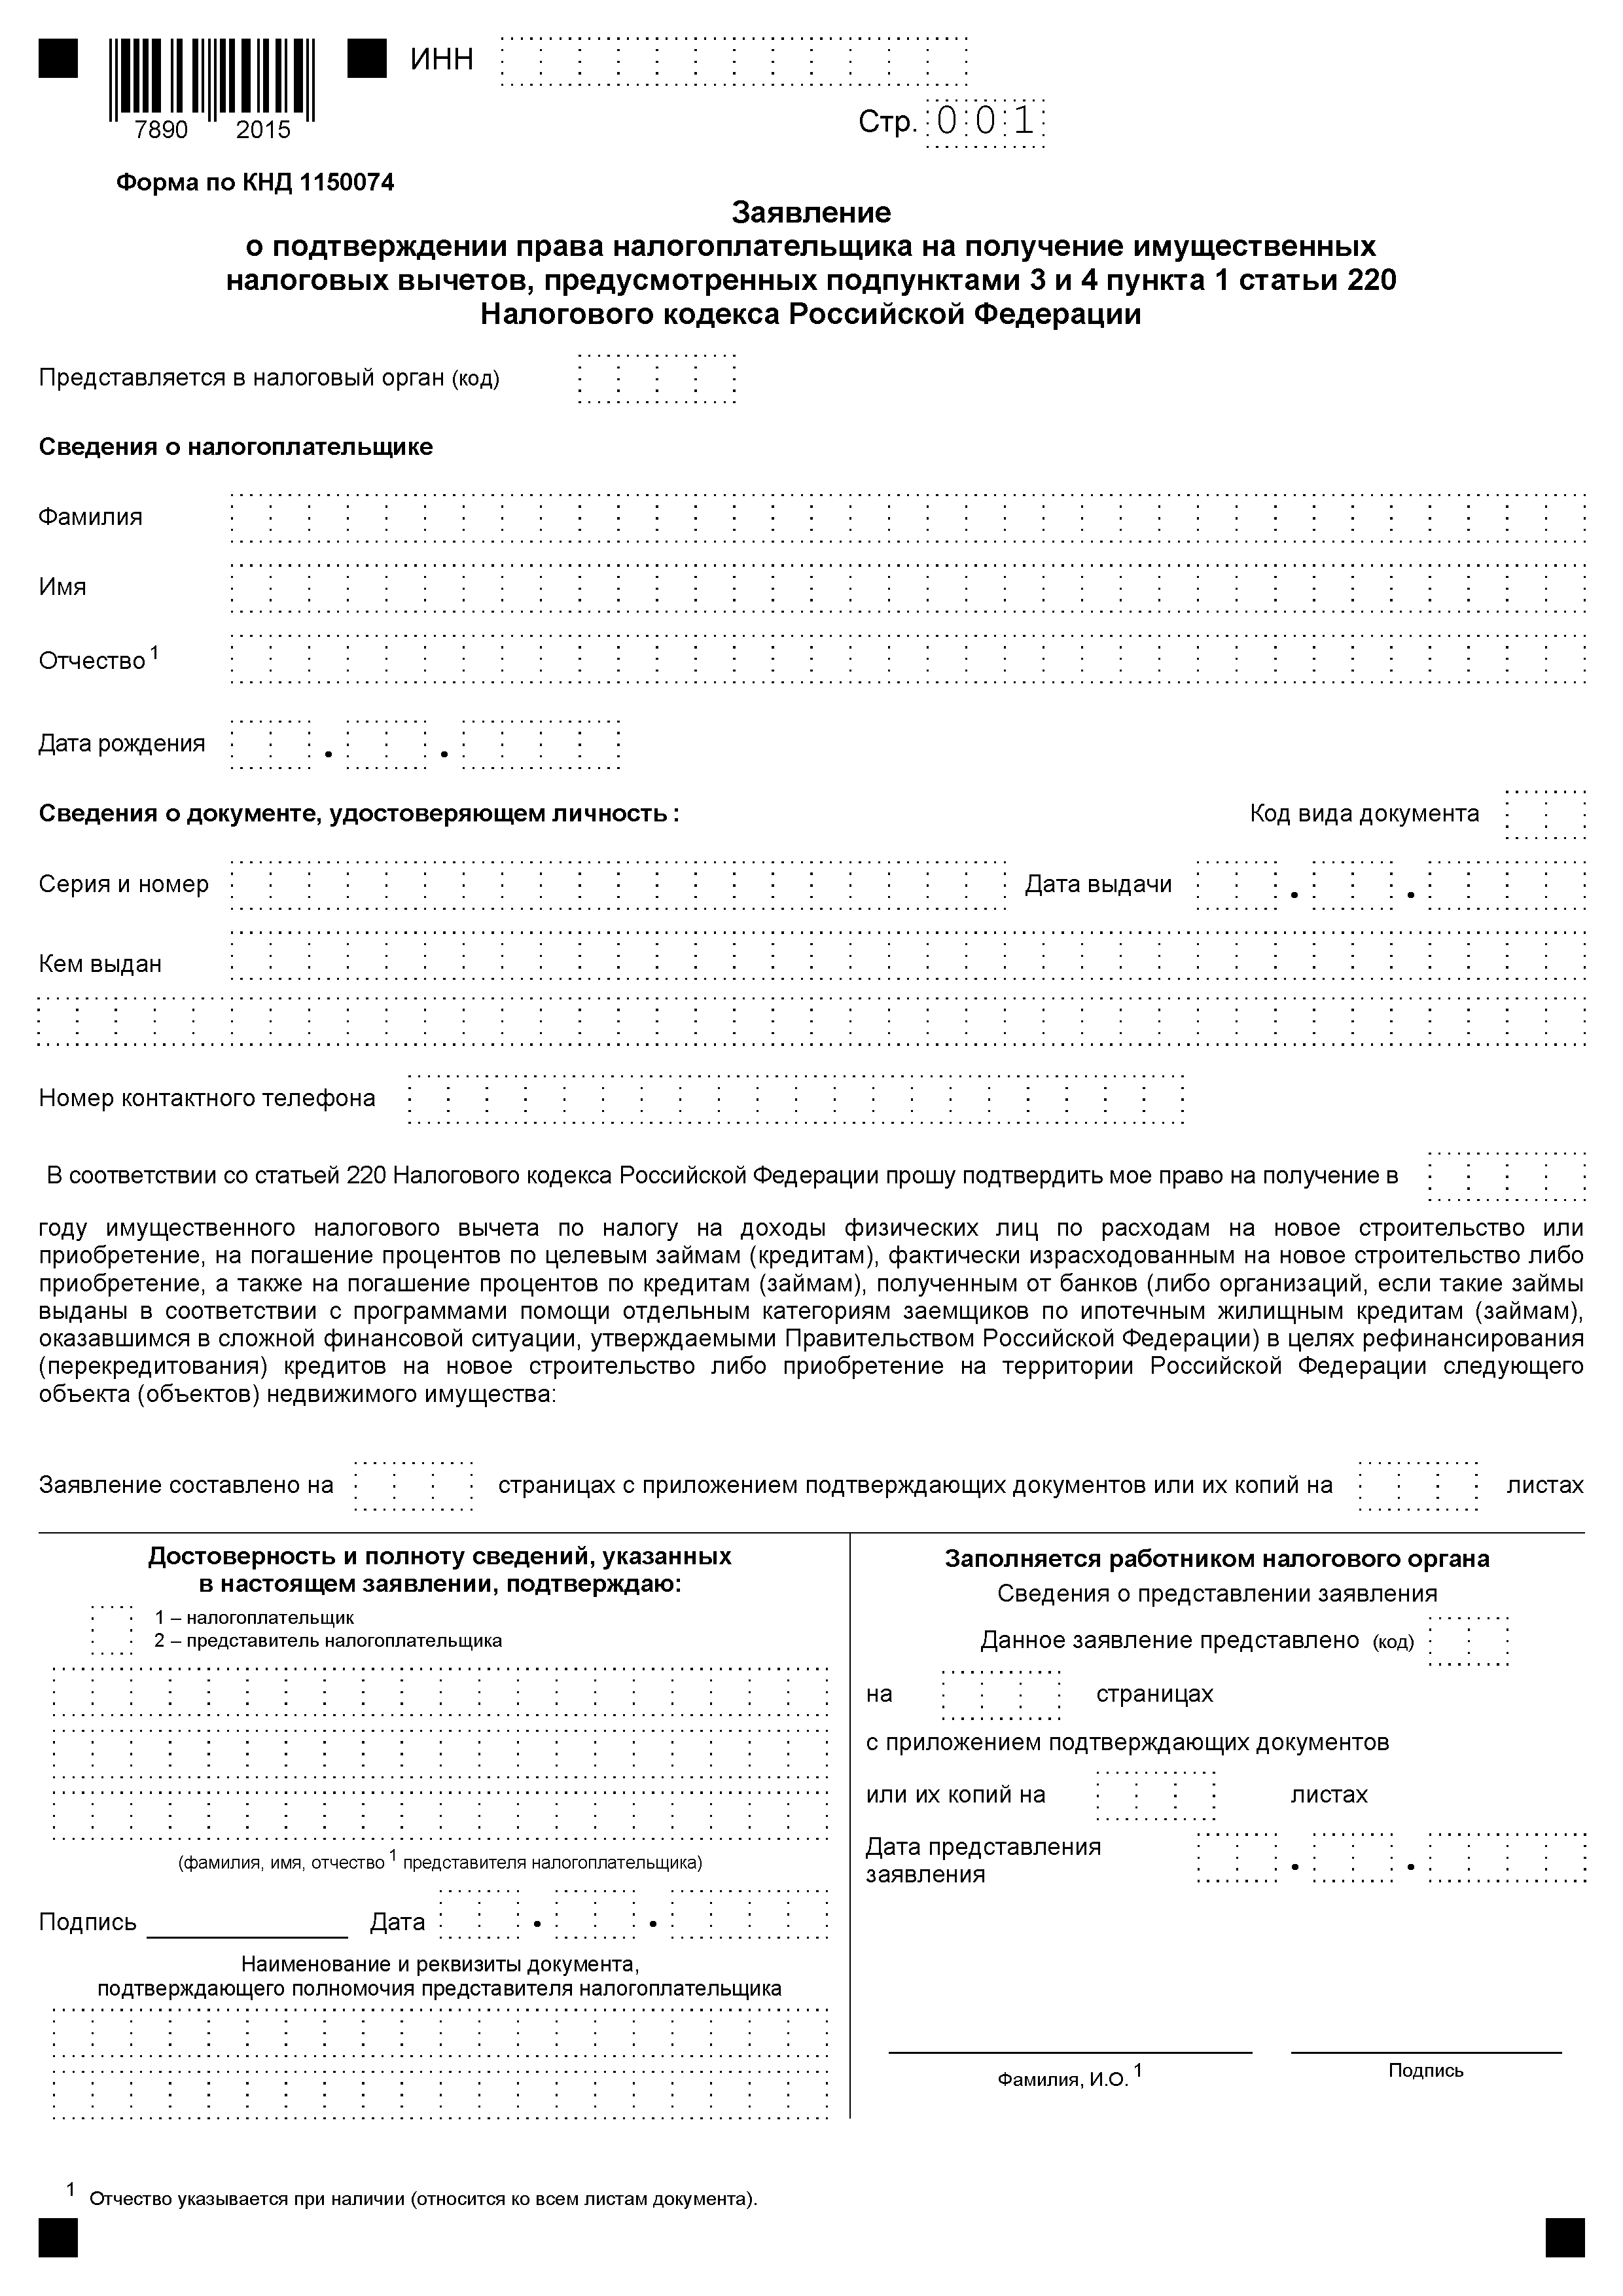 ИНН
7890 2015
Стр. 001
Форма по КНД 1150074
Заявление
о подтверждении права налогоплательщика на получение имущественных
налоговых вычетов, предусмотренных подпунктами 3 и 4 пункта 1 статьи 220
Налогового кодекса Российской Федерации
Представляется в налоговый орган (код)
Сведения о налогоплательщике
Фамилия
Имя
Отчество 1
Дата рождения . .
Сведения о документе, удостоверяющем личность : Код вида документа
Серия и номер Дата выдачи . .
Кем выдан
Номер контактного телефона
В соответствии со статьей 220 Налогового кодекса Российской Федерации прошу подтвердить мое право на получение в
году имущественного налогового вычета по налогу на доходы физических лиц по расходам на новое строительство или
приобретение, на погашение процентов по целевым займам (кредитам), фактически израсходованным на новое строительство либо
приобретение, а также на погашение процентов по кредитам (займам), полученным от банков (либо организаций, если такие займы
выданы в соответствии с программами помощи отдельным категориям заемщиков по ипотечным жилищным кредитам (займам),
оказавшимся в сложной финансовой ситуации, утверждаемыми Правительством Российской Федерации) в целях рефинансирования
(перекредитования) кредитов на новое строительство либо приобретение на территории Российской Федерации следующего
объекта (объектов) недвижимого имущества:
Заявление составлено на страницах с приложением подтверждающих документов или их копий на листах
Достоверность и полноту сведений, указанных
в настоящем заявлении, подтверждаю:
1 – налогоплательщик
2 – представитель налогоплательщика
(фамилия, имя, отчество 1 представителя налогоплательщика)
Подпись Дата . .
Наименование и реквизиты документа,
подтверждающего полномочия представителя налогоплательщика
Заполняется работником налогового органа
Сведения о представлении заявления
Данное заявление представлено (код)
на страницах
с приложением подтверждающих документов
или их копий на листах
Дата представления
заявления . .
Фамилия, И.О. 1 Подпись
1 Отчество указывается при наличии (относится ко всем листам документа).